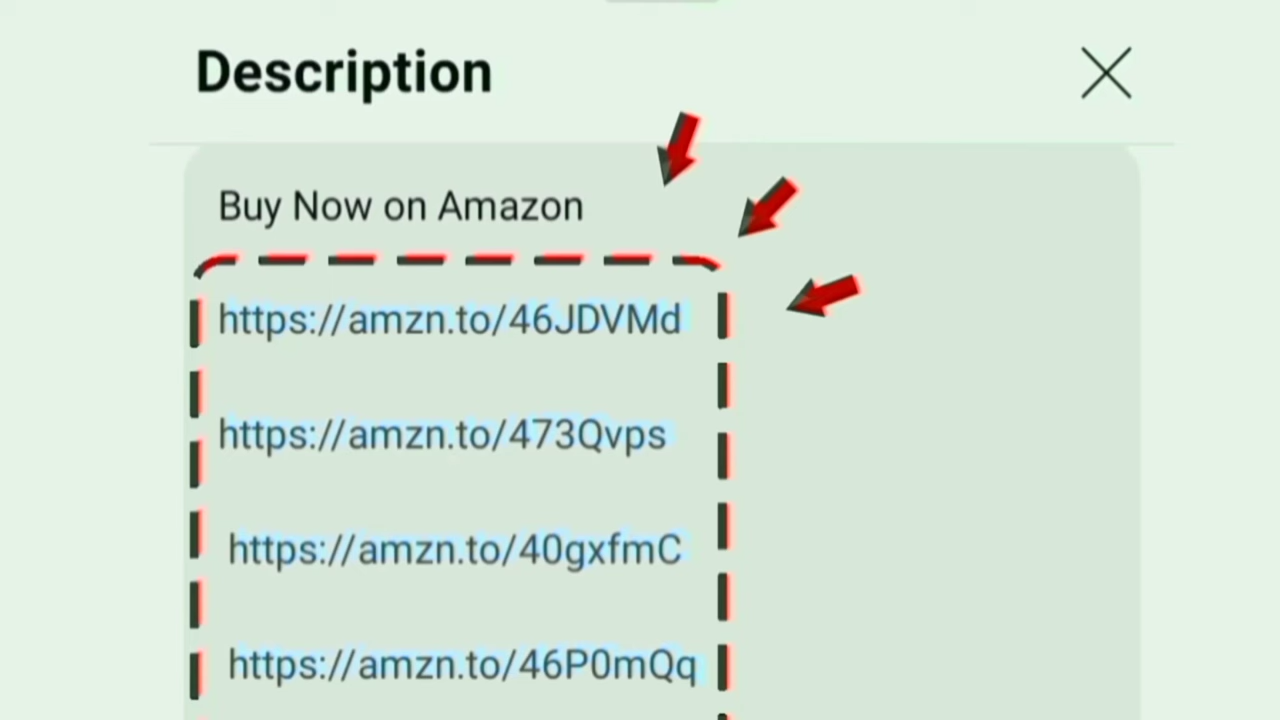 Description
Buy Now on Amazon
https://amzn.to/46JDVMd
https://amzn.to/473Qvps
https://amzn.to/40gxfmC
https://amzn.to/46P0mQq